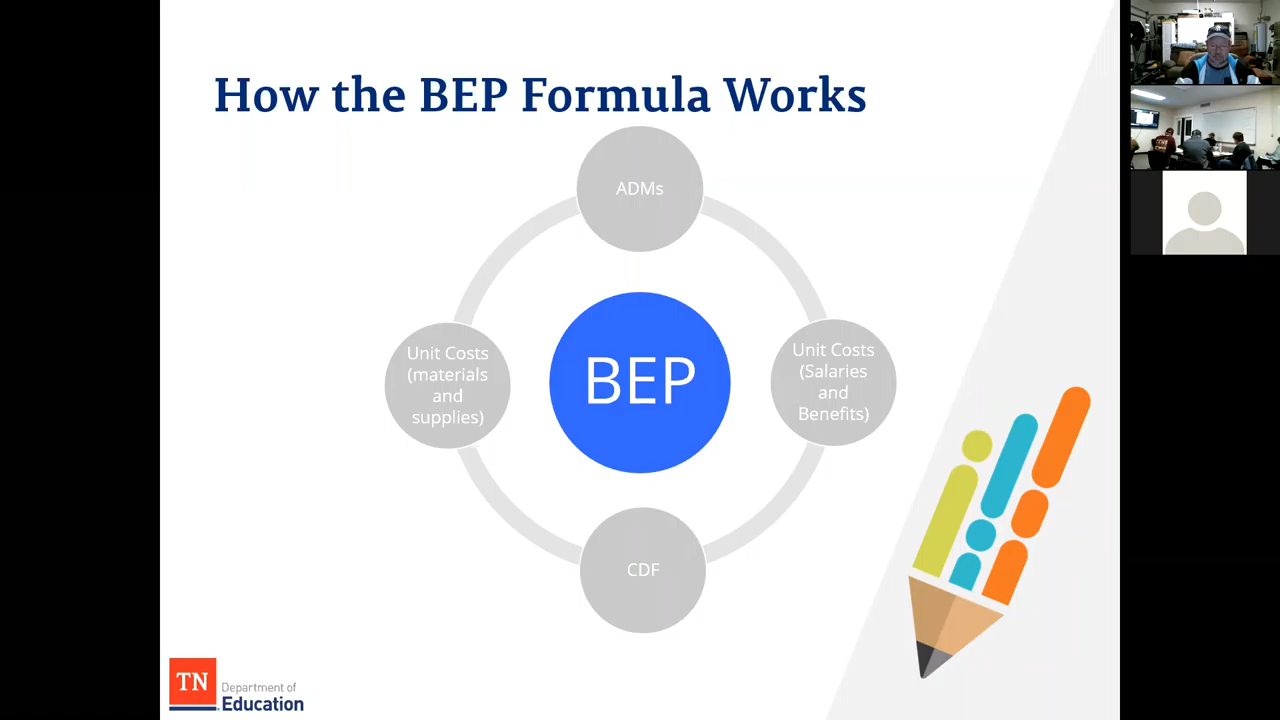 How the BEP Formula Works
ADMs
Unit Costs
(materials
and
supplies)
BEP
Unit Costs
(Salaries
and
Benefits)
CDF
TN
Department of
Education